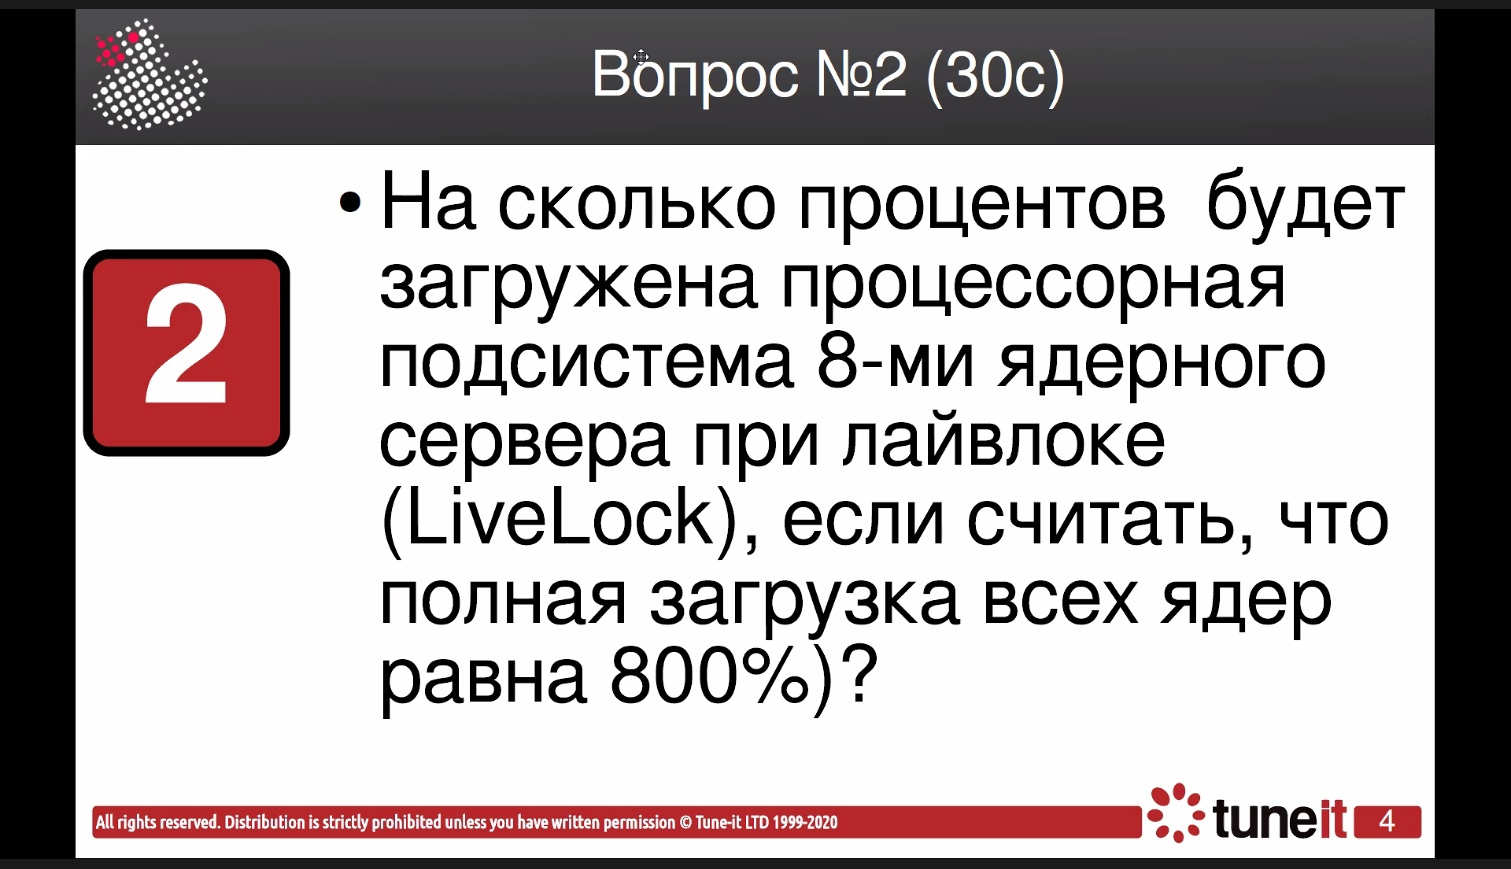 Вопрос №2 (30с)
2
• На сколько процентов будет
загружена процессорная
подсистема 8-ми ядерного
сервера при лайвлоке
(LiveLock), если считать, что
полная загрузка всех ядер
равна 800%)?
All rights reserved. Distribution is strictly prohibited unless you have written permission © Tune-it LTD 1999-2020
tuneit
4